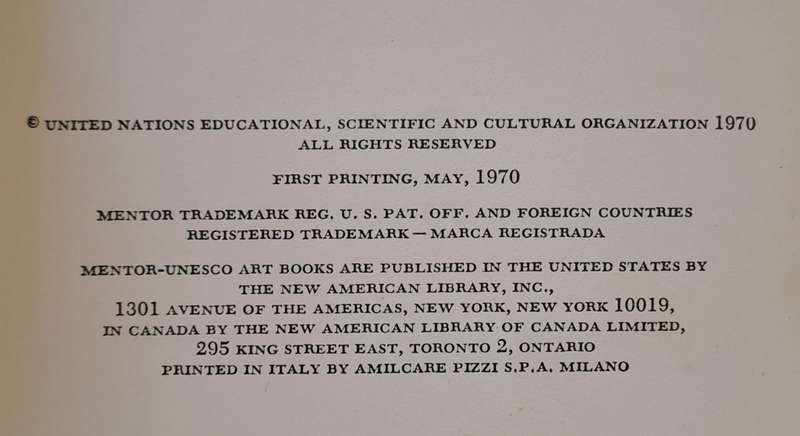 © UNITED NATIONS EDUCATIONAL, SCIENTIFIC AND CULTURAL ORGANIZATION 1970
ALL RIGHTS RESERVED
FIRST PRINTING, MAY, 1970
MENTOR TRADEMARK REG. U. S. PAT. OFF. AND FOREIGN COUNTRIES
REGISTERED TRADEMARK — MARCA REGISTRADA
MENTOR-UNESCO ART BOOKS ARE PUBLISHED IN THE UNITED STATES BY
THE NEW AMERICAN LIBRARY, INC.,
1301 AVENUE OF THE AMERICAS, NEW YORK, NEW YORK 10019,
IN CANADA BY THE NEW AMERICAN LIBRARY OF CANADA LIMITED,
295 KING STREET EAST, TORONTO 2, ONTARIO
PRINTED IN ITALY BY AMILCARE PIZZI S.P.A. MILANO